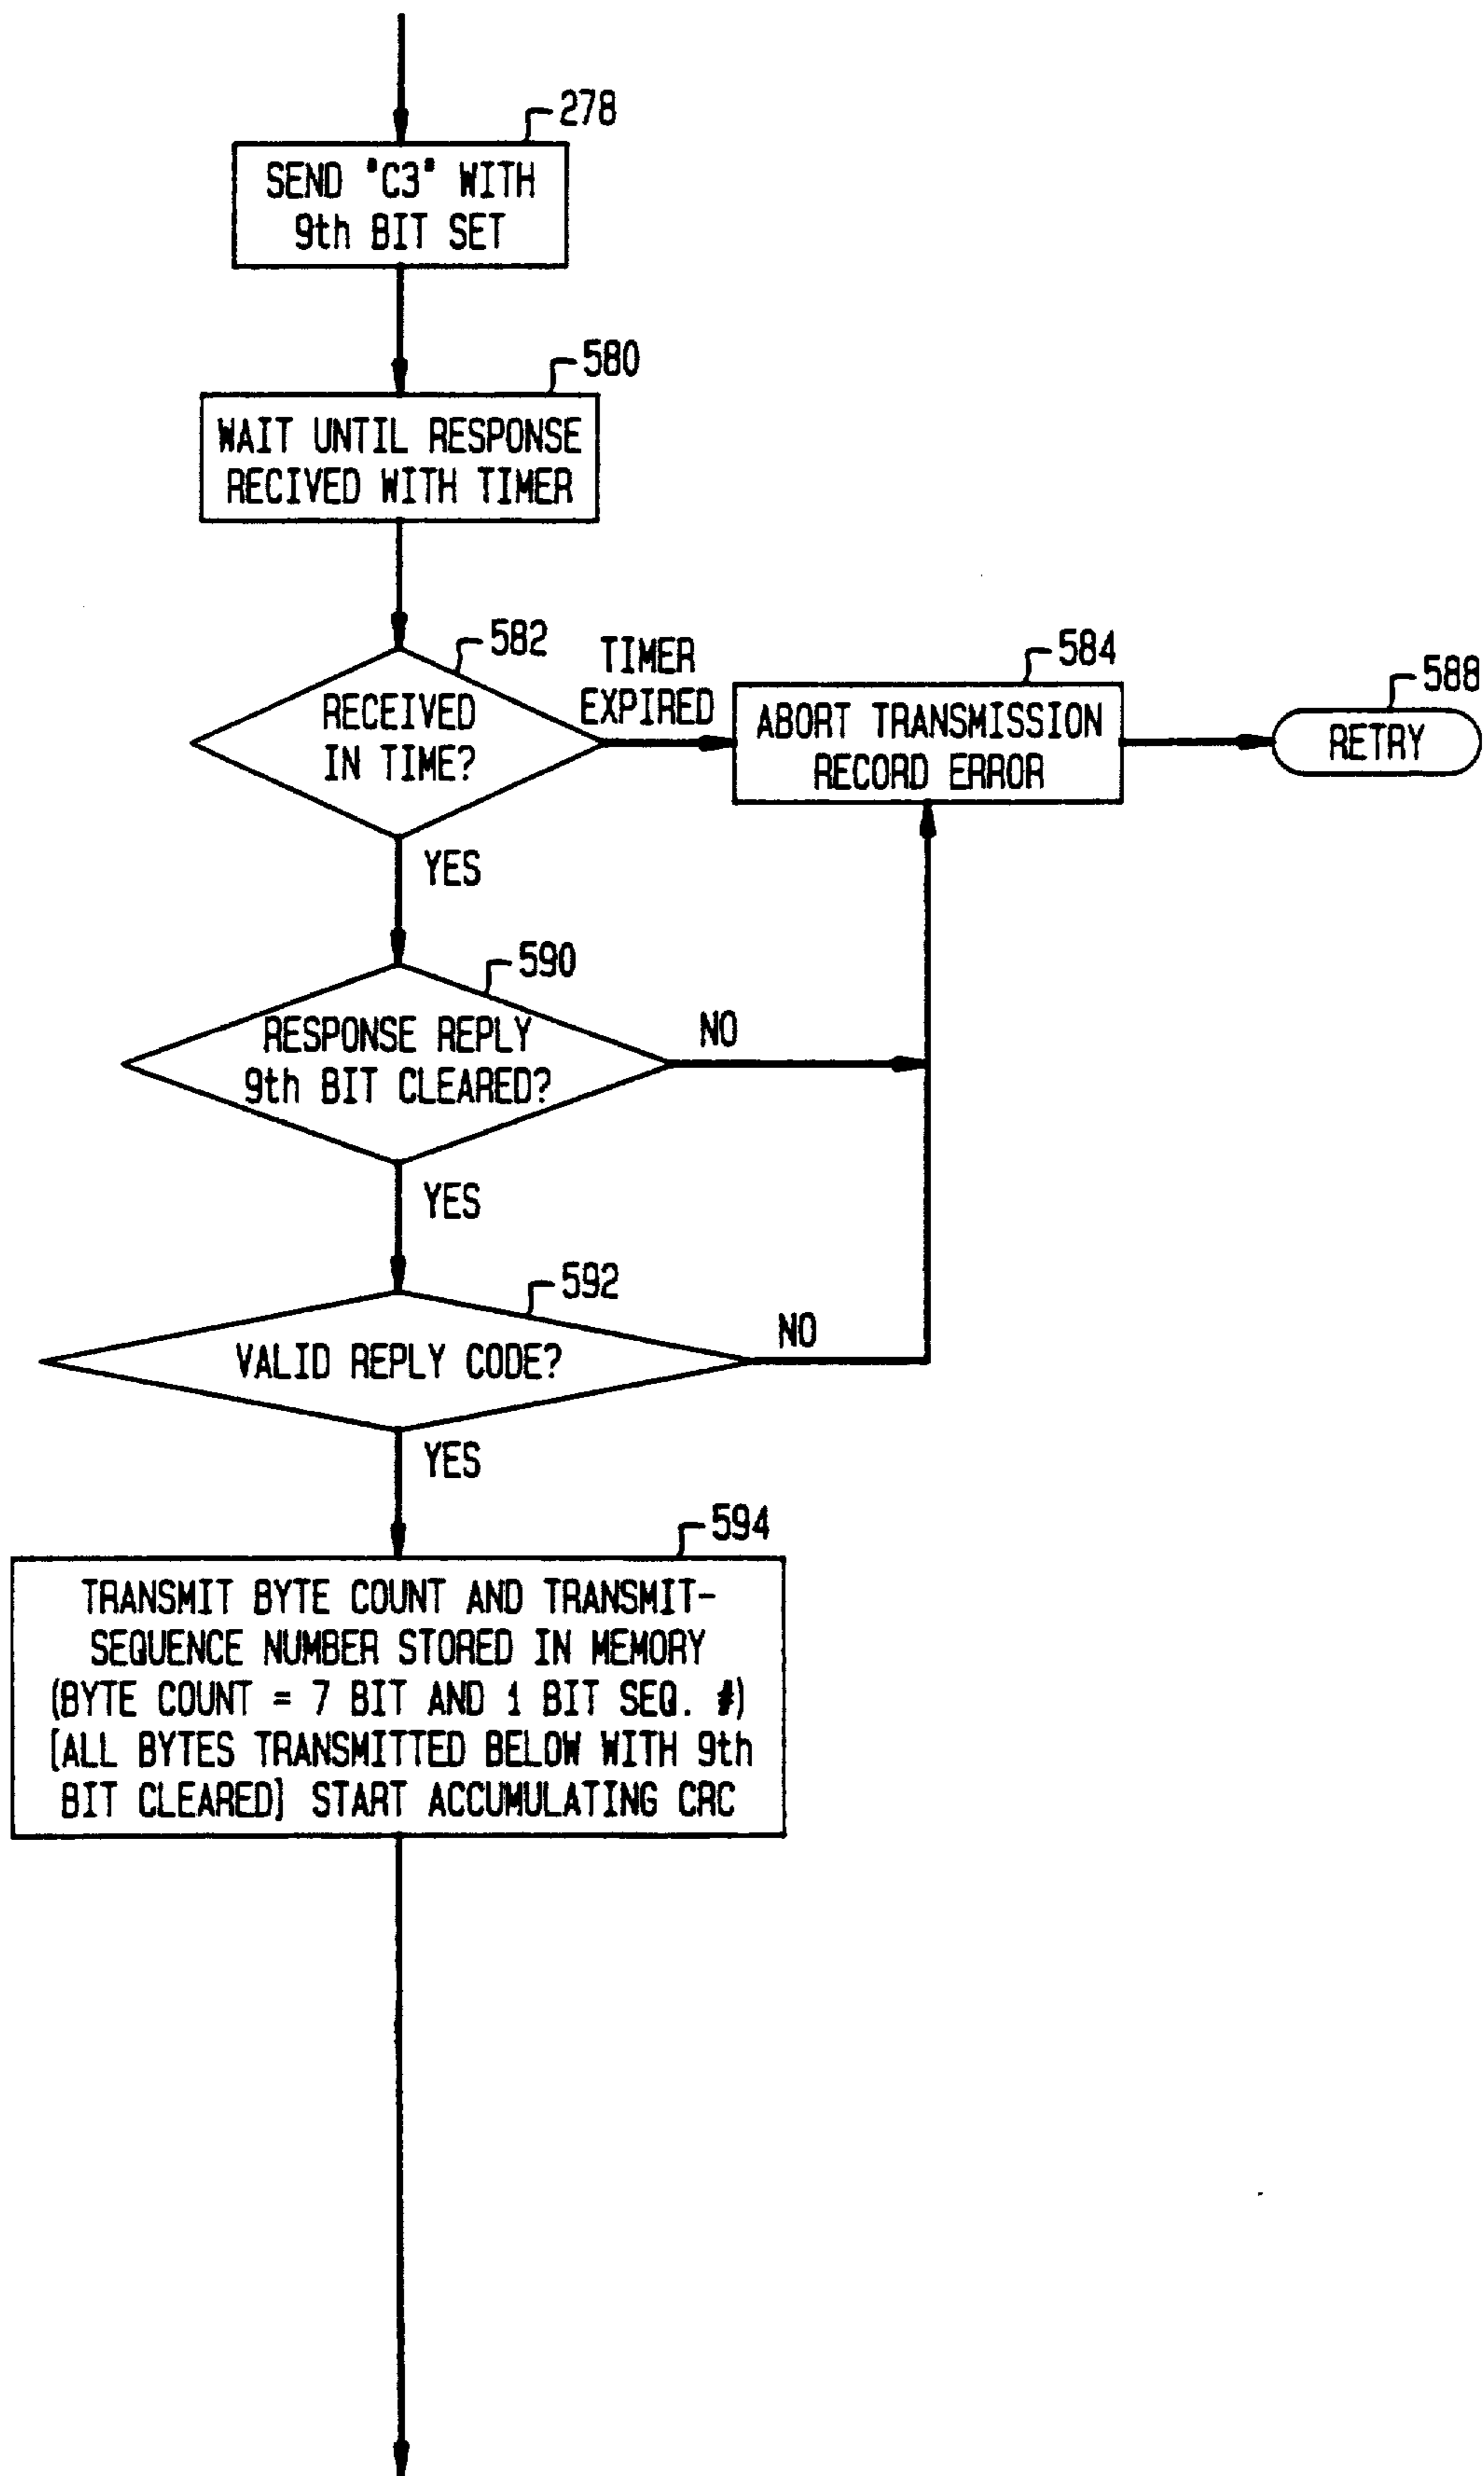 278
SEND "C3" WITH
9th BIT SET
580
WAIT UNTIL RESPONSE
RECIVED WITH TIMER
582
RECEIVED
IN TIME?
TIMER
EXPIRED
584
ABORT TRANSMISSION
RECORD ERROR
588
RETRY
YES
590
RESPONSE REPLY
9th BIT CLEARED?
NO
YES
592
VALID REPLY CODE?
NO
YES
594
TRANSMIT BYTE COUNT AND TRANSMIT-
SEQUENCE NUMBER STORED IN MEMORY
(BYTE COUNT = 7 BIT AND 1 BIT SEQ. #)
[ALL BYTES TRANSMITTED BELOW WITH 9th
BIT CLEARED] START ACCUMULATING CRC